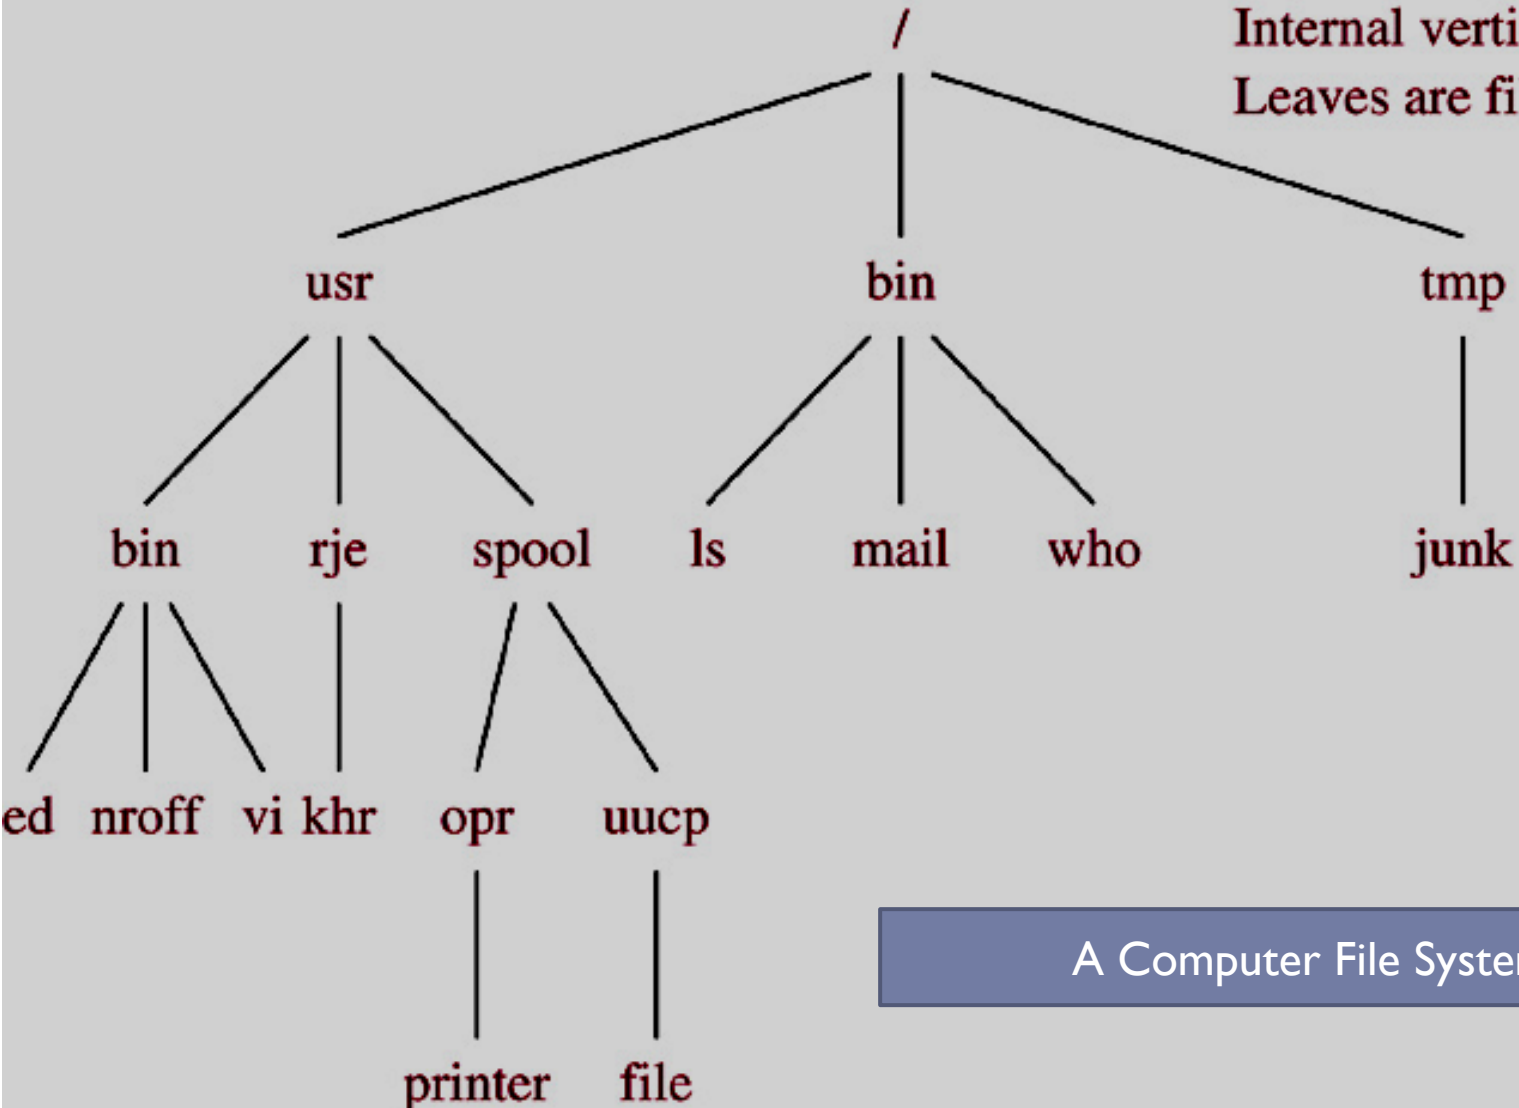 /
Internal verti
Leaves are fi
usr bin tmp
bin rje spool ls mail who junk
ed nroff vi khr opr uucp
A Computer File System
printer file